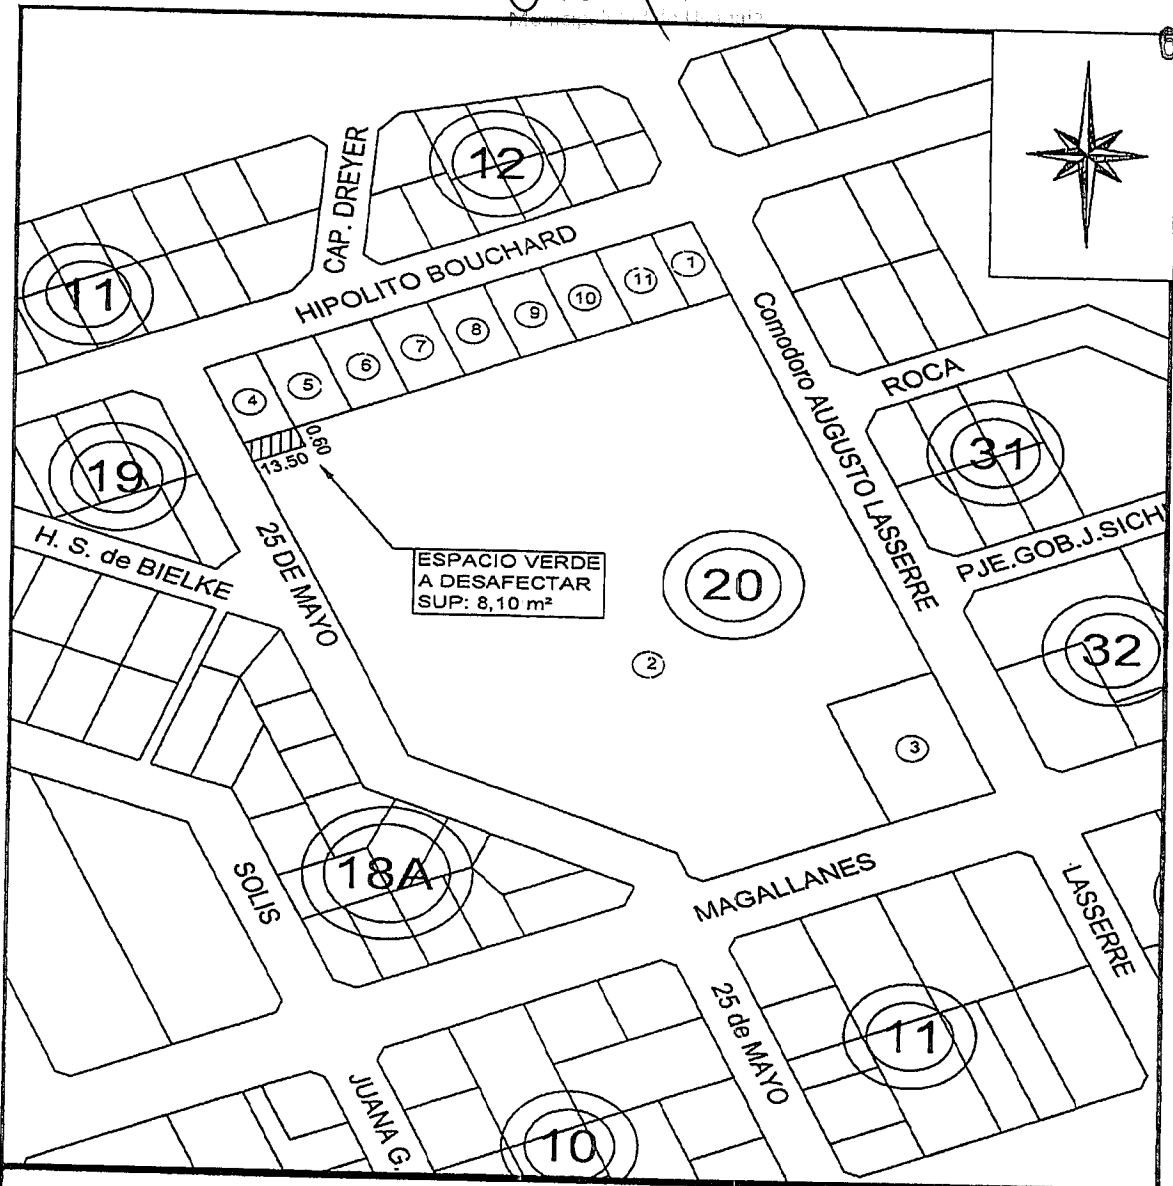 12
CAP. DREYER
11
HIPOLITO BOUCHARD
1
11
10
9
8
7
6
5
4
0.60
13.50
19
Comodoro AUGUSTO LASSERRE
ROCA
31
H. S. de BIELKE
25 DE MAYO
ESPACIO VERDE
A DESAFECTAR
SUP: 8,10 m²
20
PJE.GOB.J.SICH
2
32
3
18A
SOLIS
MAGALLANES
LASSERRE
25 de MAYO
11
JUANA G.
10